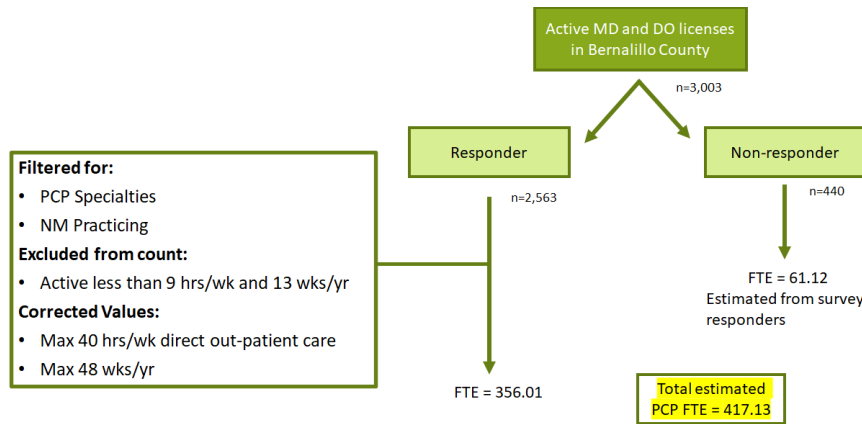 Active MD and DO licenses
in Bernalillo County
n=3,003
Responder
Non-responder
n=2,563
n=440
Filtered for:
• PCP Specialties
• NM Practicing
Excluded from count:
• Active less than 9 hrs/wk and 13 wks/yr
Corrected Values:
• Max 40 hrs/wk direct out-patient care
• Max 48 wks/yr
FTE = 61.12
Estimated from survey
responders
FTE = 356.01
Total estimated
PCP FTE = 417.13